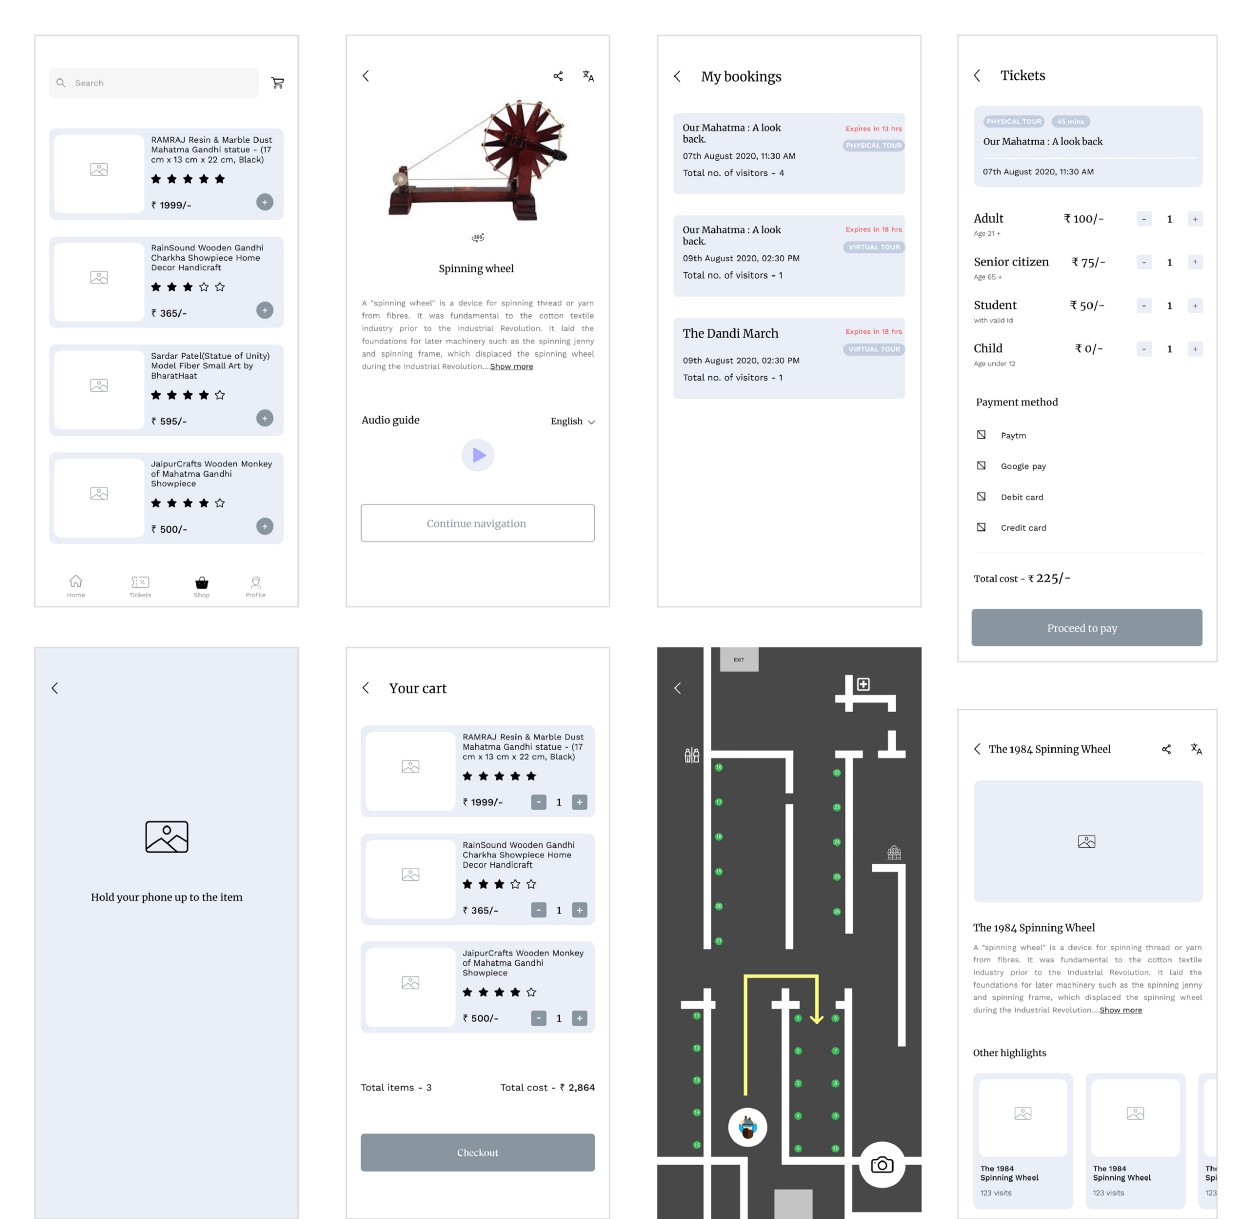 Search
RAMRAJ Resin & Marble Dust
Mahatma Gandhi statue - (17
cm x 13 cm x 22 cm, Black)
₹ 1999/-
+
RainSound Wooden Gandhi
Charkha Showpiece Home
Decor Handicraft
₹ 365/-
+
Sardar Patel(Statue of Unity)
Model Fiber Small Art by
BharatHaat
₹ 595/-
+
JaipurCrafts Wooden Monkey
of Mahatma Gandhi
Showpiece
₹ 500/-
+
Home Tickets Shop Profile
360°
Spinning wheel
A "spinning wheel" is a device for spinning thread or yarn
from fibres. It was fundamental to the cotton textile
industry prior to the Industrial Revolution. It laid the
foundations for later machinery such as the spinning jenny
and spinning frame, which displaced the spinning wheel
during the Industrial Revolution....Show more
Audio guide English
Continue navigation
My bookings
Our Mahatma : A look
back.
Expires in 13 hrs
PHYSICAL TOUR
07th August 2020, 11:30 AM
Total no. of visitors - 4
Our Mahatma : A look
back.
Expires in 18 hrs
VIRTUAL TOUR
09th August 2020, 02:30 PM
Total no. of visitors - 1
The Dandi March
Expires in 18 hrs
VIRTUAL TOUR
09th August 2020, 02:30 PM
Total no. of visitors - 1
Tickets
PHYSICAL TOUR 45 mins
Our Mahatma : A look back
07th August 2020, 11:30 AM
Adult ₹ 100/- - 1 +
Age 21 +
Senior citizen ₹ 75/- - 1 +
Age 65 +
Student ₹ 50/- - 1 +
with valid Id
Child ₹ 0/- - 1 +
Age under 12
Payment method
Paytm
Google pay
Debit card
Credit card
Total cost - ₹ 225/-
Proceed to pay
Hold your phone up to the item
Your cart
RAMRAJ Resin & Marble Dust
Mahatma Gandhi statue - (17
cm x 13 cm x 22 cm, Black)
₹ 1999/- - 1 +
RainSound Wooden Gandhi
Charkha Showpiece Home
Decor Handicraft
₹ 365/- - 1 +
JaipurCrafts Wooden Monkey
of Mahatma Gandhi
Showpiece
₹ 500/- - 1 +
Total items - 3 Total cost - ₹ 2,864
Checkout
EXIT
The 1984 Spinning Wheel
The 1984 Spinning Wheel
A "spinning wheel" is a device for spinning thread or yarn
from fibres. It was fundamental to the cotton textile
industry prior to the Industrial Revolution. It laid the
foundations for later machinery such as the spinning jenny
and spinning frame, which displaced the spinning wheel
during the Industrial Revolution....Show more
Other highlights
The 1984
Spinning Wheel
123 visits
The 1984
Spinning Wheel
123 visits